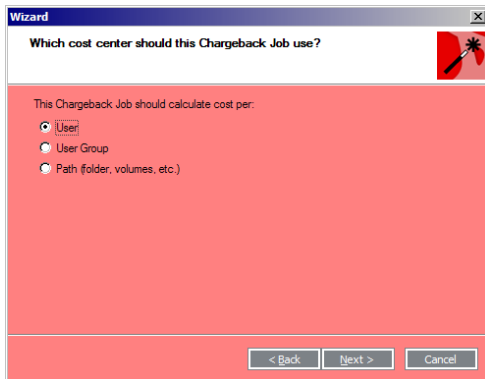 Wizard
Which cost center should this Chargeback Job use?
This Chargeback Job should calculate cost per:
User
User Group
Path (folder, volumes, etc.)
< Back Next > Cancel